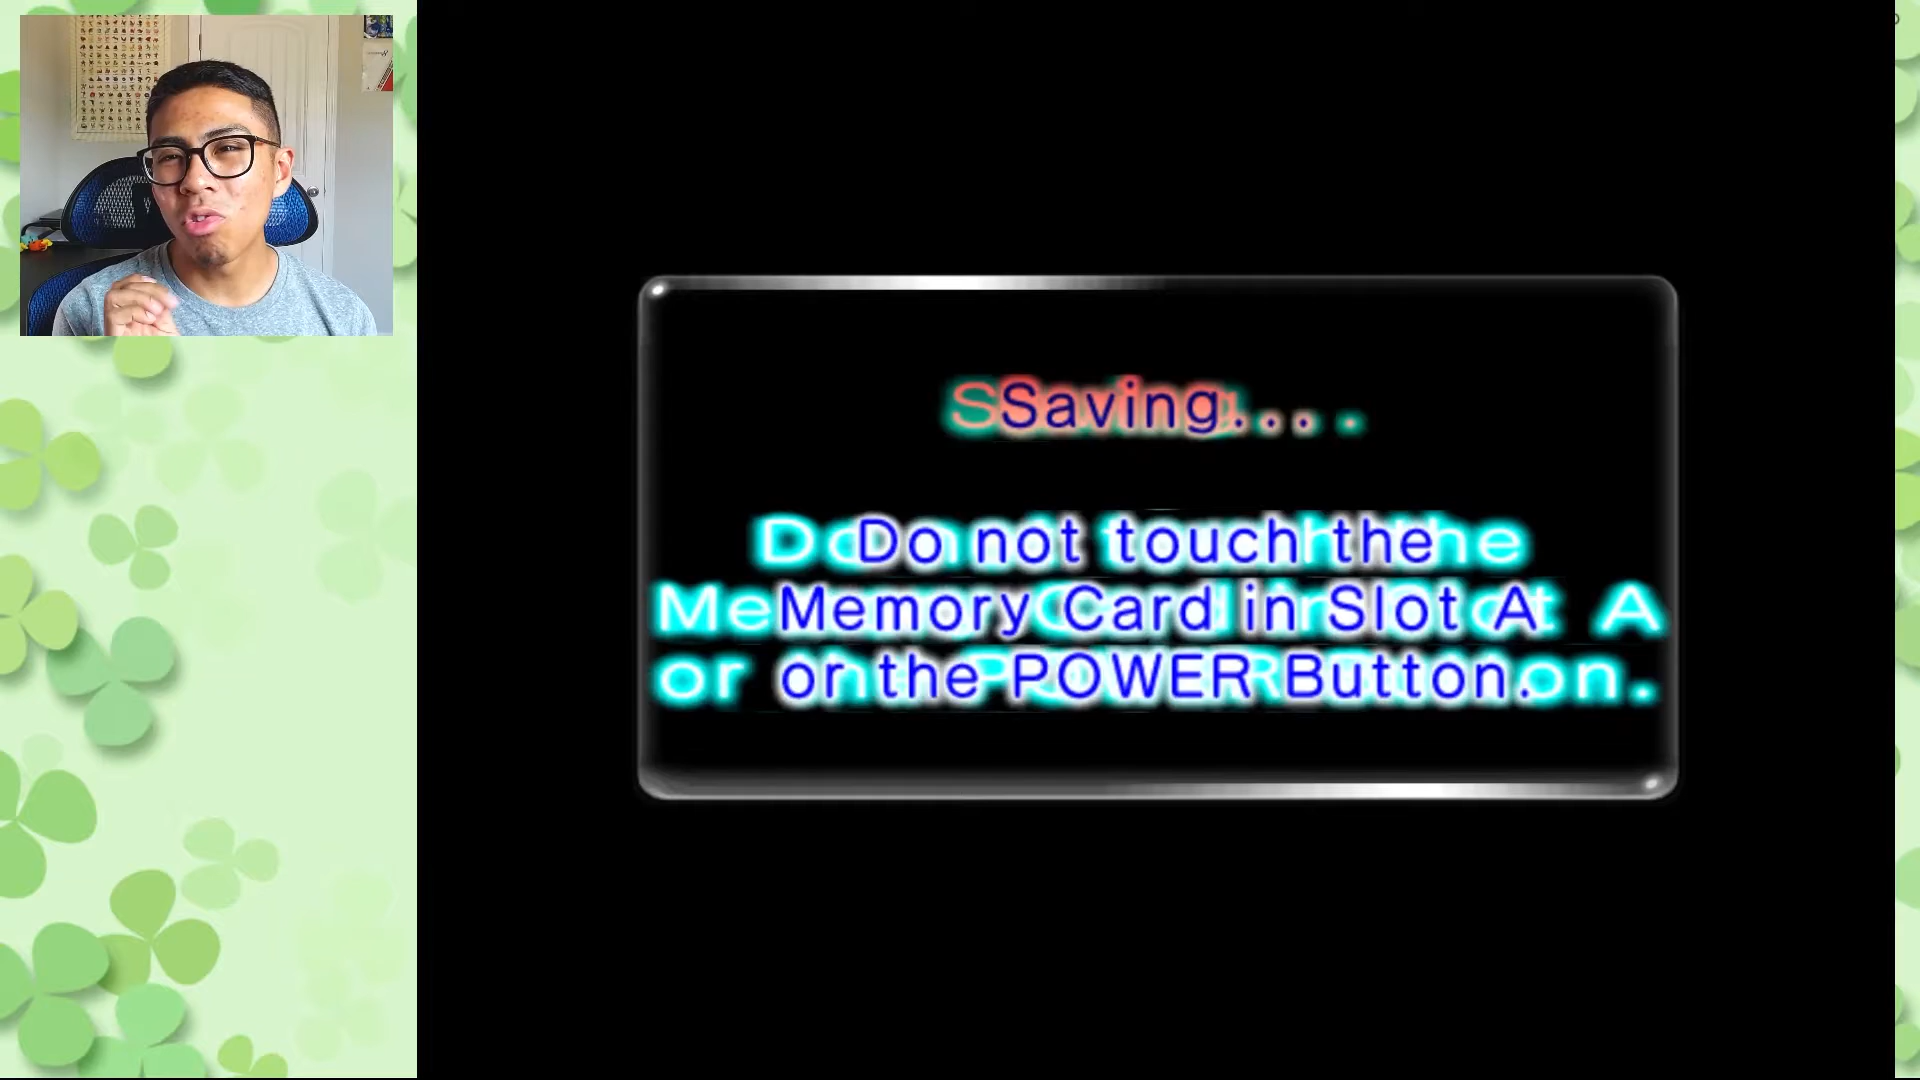 Saving...
Do not touch the
Memory Card in Slot A
or the POWER Button.